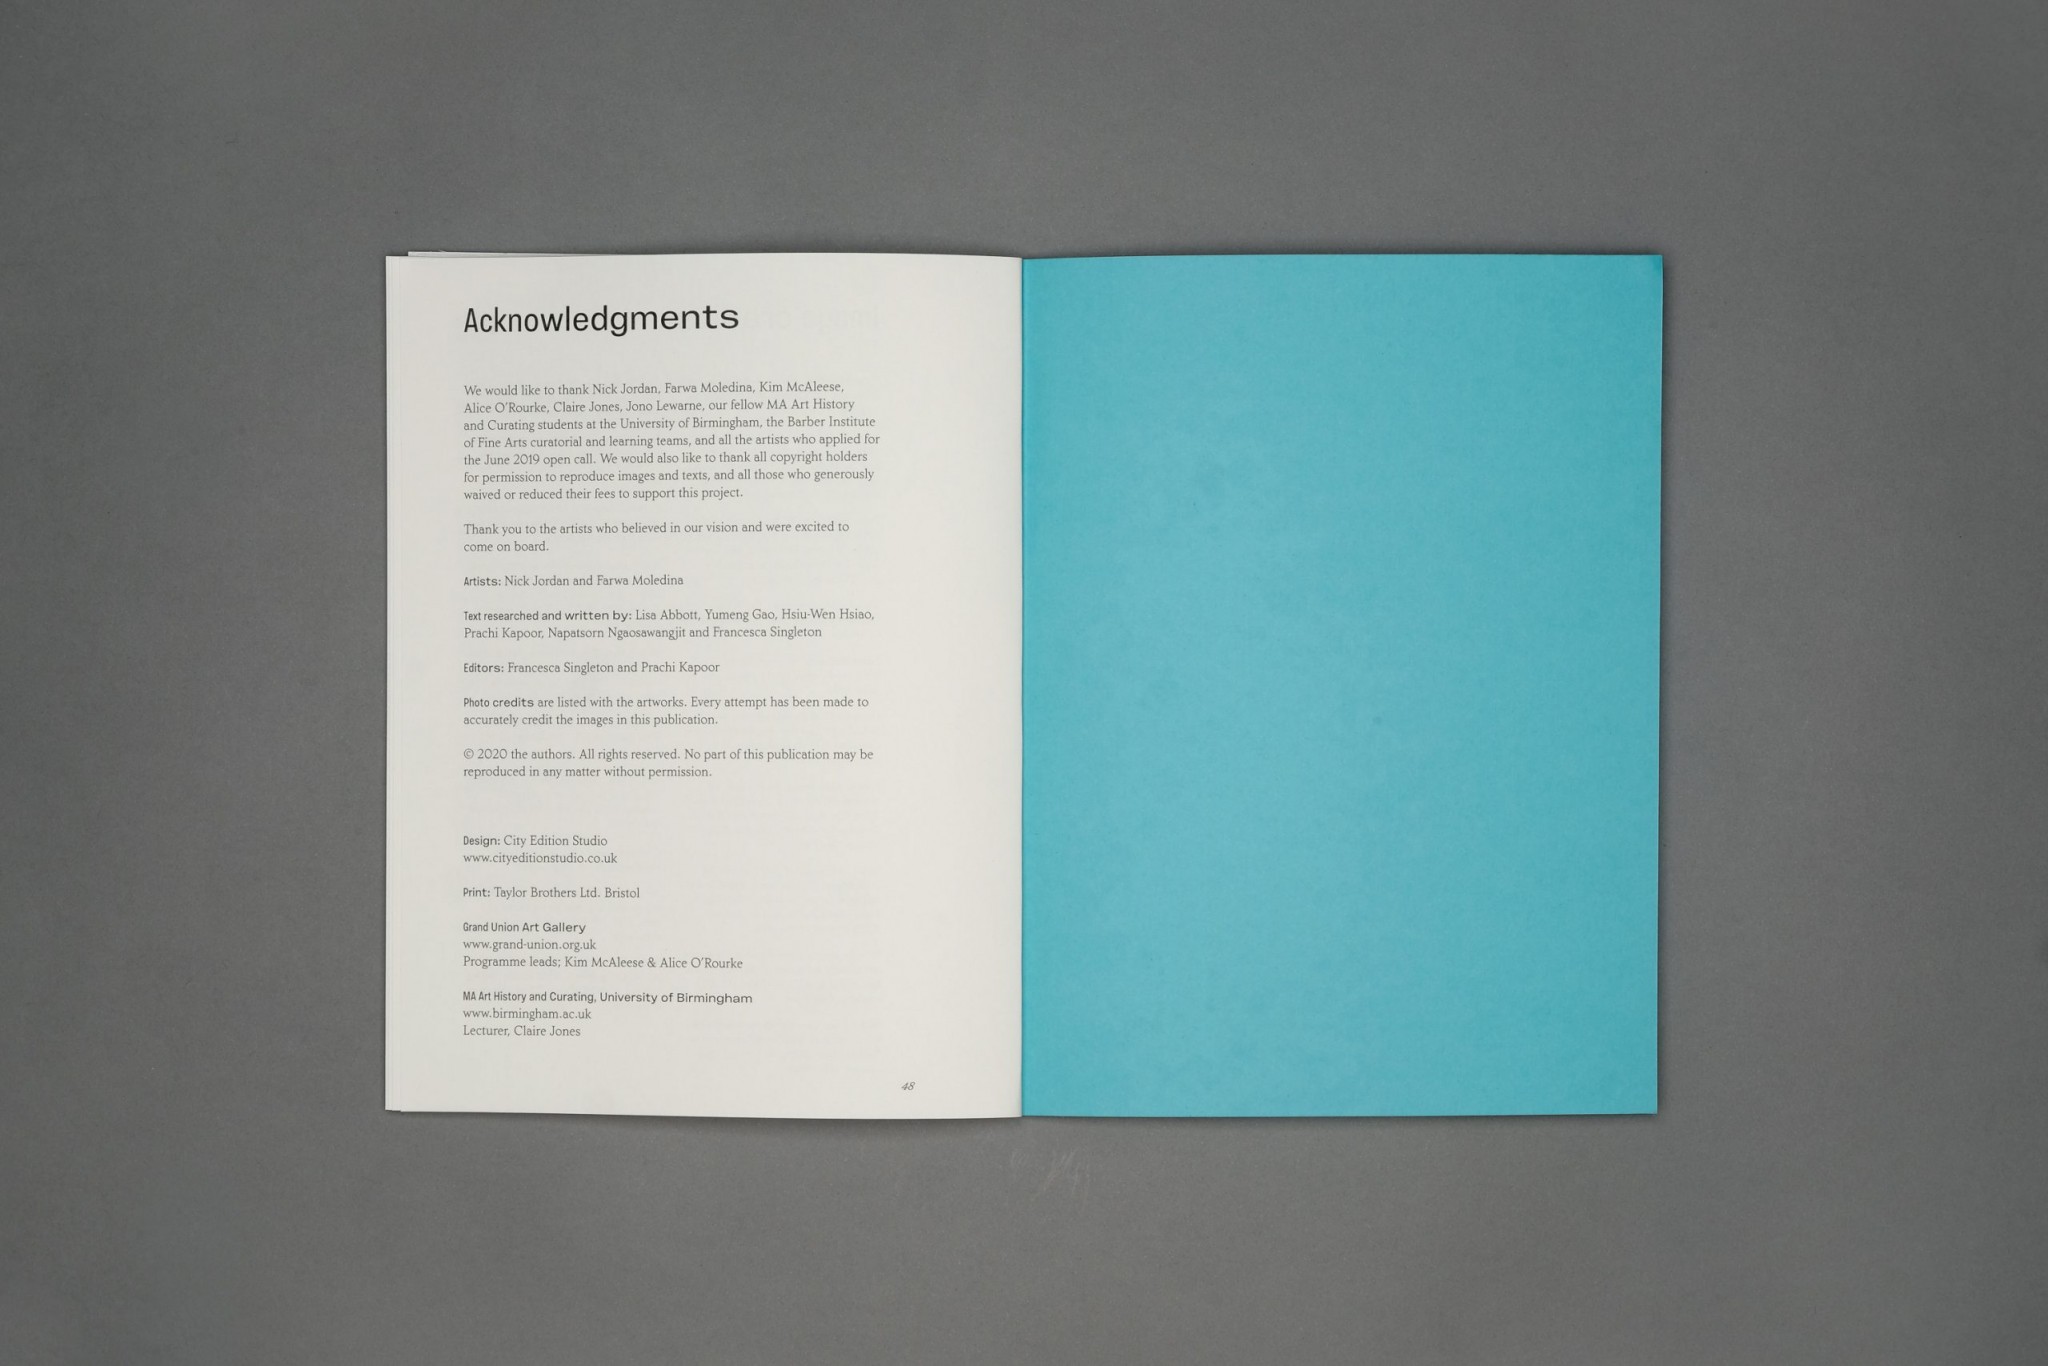 Acknowledgments
We would like to thank Nick Jordan, Farwa Moledina, Kim McAleese,
Alice O'Rourke, Claire Jones, Jono Lewarne, our fellow MA Art History
and Curating students at the University of Birmingham, the Barber Institute
of Fine Arts curatorial and learning teams, and all the artists who applied for
the June 2019 open call. We would also like to thank all copyright holders
for permission to reproduce images and texts, and all those who generously
waived or reduced their fees to support this project.
Thank you to the artists who believed in our vision and were excited to
come on board.
Artists: Nick Jordan and Farwa Moledina
Text researched and written by: Lisa Abbott, Yumeng Gao, Hsiu-Wen Hsiao,
Prachi Kapoor, Napatsorn Ngaosawangjit and Francesca Singleton
Editors: Francesca Singleton and Prachi Kapoor
Photo credits are listed with the artworks. Every attempt has been made to
accurately credit the images in this publication.
© 2020 the authors. All rights reserved. No part of this publication may be
reproduced in any matter without permission.
Design: City Edition Studio
www.cityeditionstudio.co.uk
Print: Taylor Brothers Ltd. Bristol
Grand Union Art Gallery
www.grand-union.org.uk
Programme leads; Kim McAleese & Alice O'Rourke
MA Art History and Curating, University of Birmingham
www.birmingham.ac.uk
Lecturer, Claire Jones
48